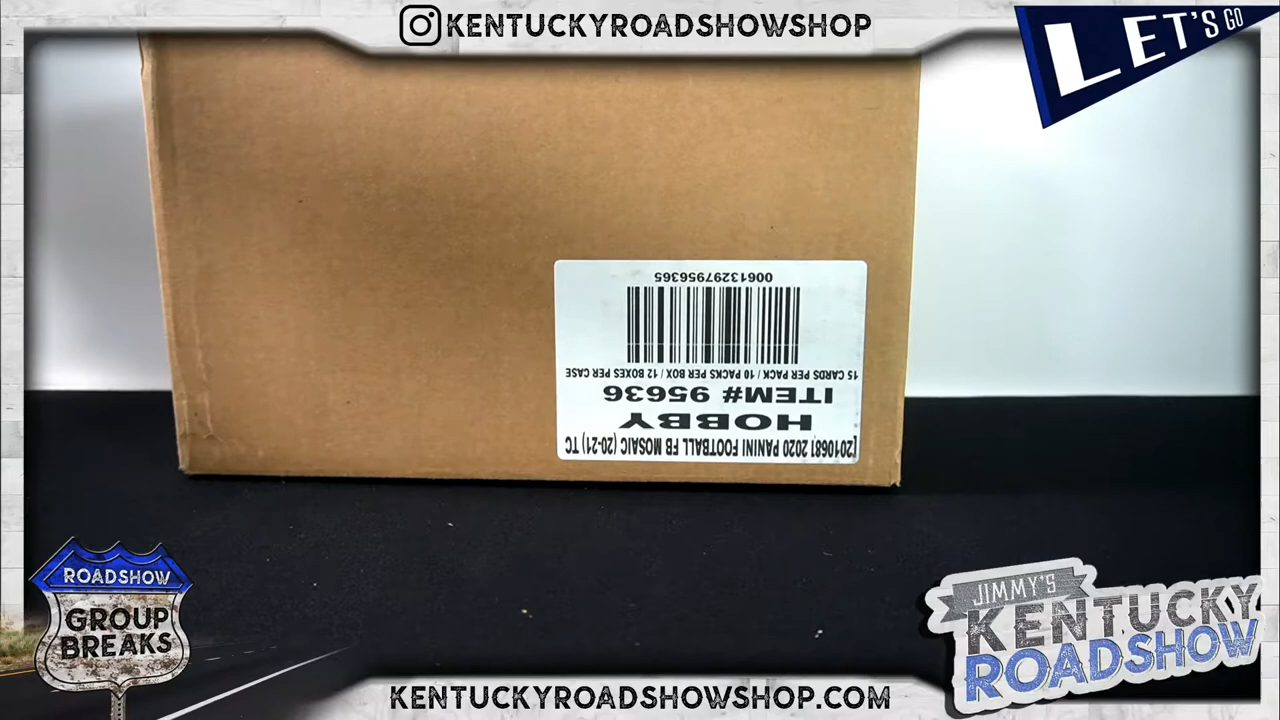 KENTUCKYROADSHOWSHOP
LET'S GO
[2010681 2020 PANINI FOOTBALL FB MOSAIC (20-21) TC]
HOBBY
ITEM# 95636
15 CARDS PER PACK / 10 PACKS PER BOX / 12 BOXES PER CASE
00613297956365
ROADSHOW
GROUP
BREAKS
JIMMY'S
KENTUCKY
ROADSHOW
KENTUCKYROADSHOWSHOP.COM